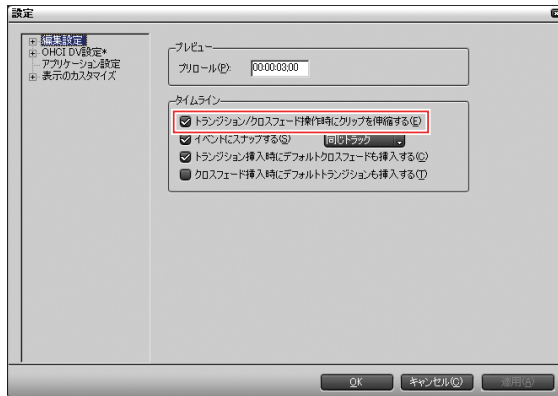 設定
編集設定
OHCI DV設定*
アプリケーション設定
表示のカスタマイズ
プレビュー
プリロール(P): 00:00:03;00
タイムライン
トランジション/クロスフェード操作時にクリップを伸縮する(E)
イベントにスナップする(S) 同じトラック
トランジション挿入時にデフォルトクロスフェードも挿入する(C)
クロスフェード挿入時にデフォルトトランジションも挿入する(T)
OK キャンセル(C) 適用(A)